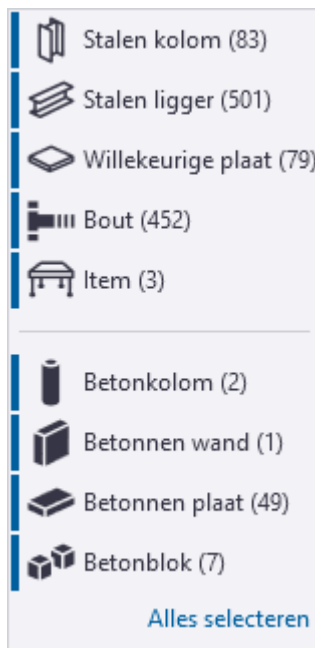 Stalen kolom (83)
Stalen ligger (501)
Willekeurige plaat (79)
Bout (452)
Item (3)
Betonkolom (2)
Betonnen wand (1)
Betonnen plaat (49)
Betonblok (7)
Alles selecteren